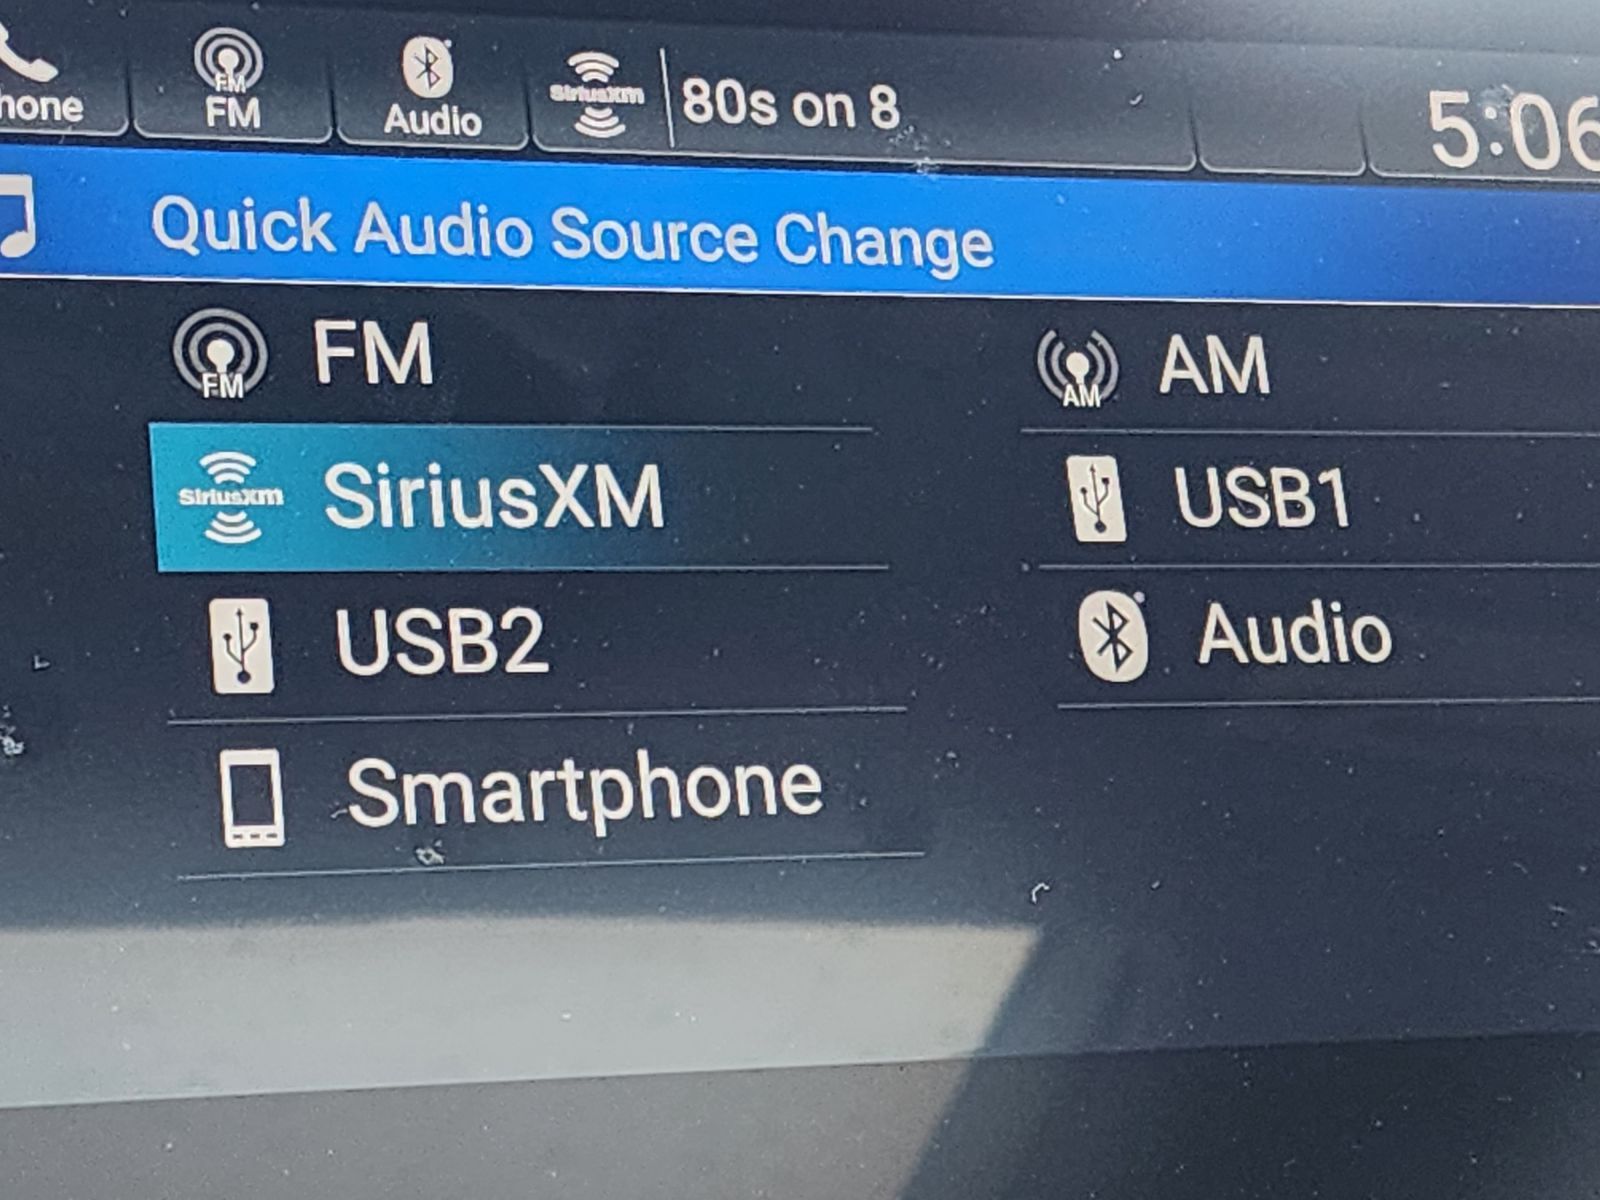 hone
FM
FM
Audio
SiriusXm
80s on 8
5:06
Quick Audio Source Change
FM
FM
AM
AM
SiriusXm
SiriusXM
USB1
USB2
Audio
Smartphone